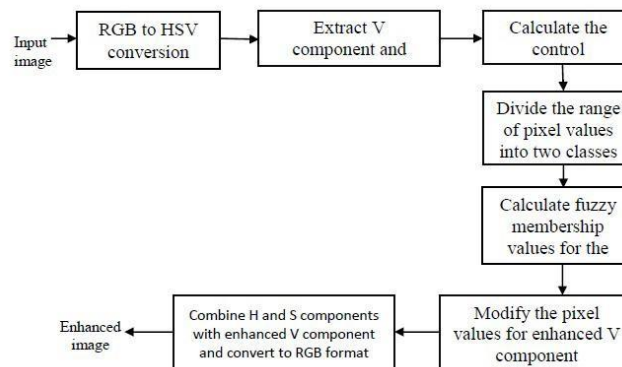 Input
image
RGB to HSV
conversion
Extract V
component and
Calculate the
control
Divide the range
of pixel values
into two classes
Calculate fuzzy
membership
values for the
Modify the pixel
values for enhanced V
component
Combine H and S components
with enhanced V component
and convert to RGB format
Enhanced
image